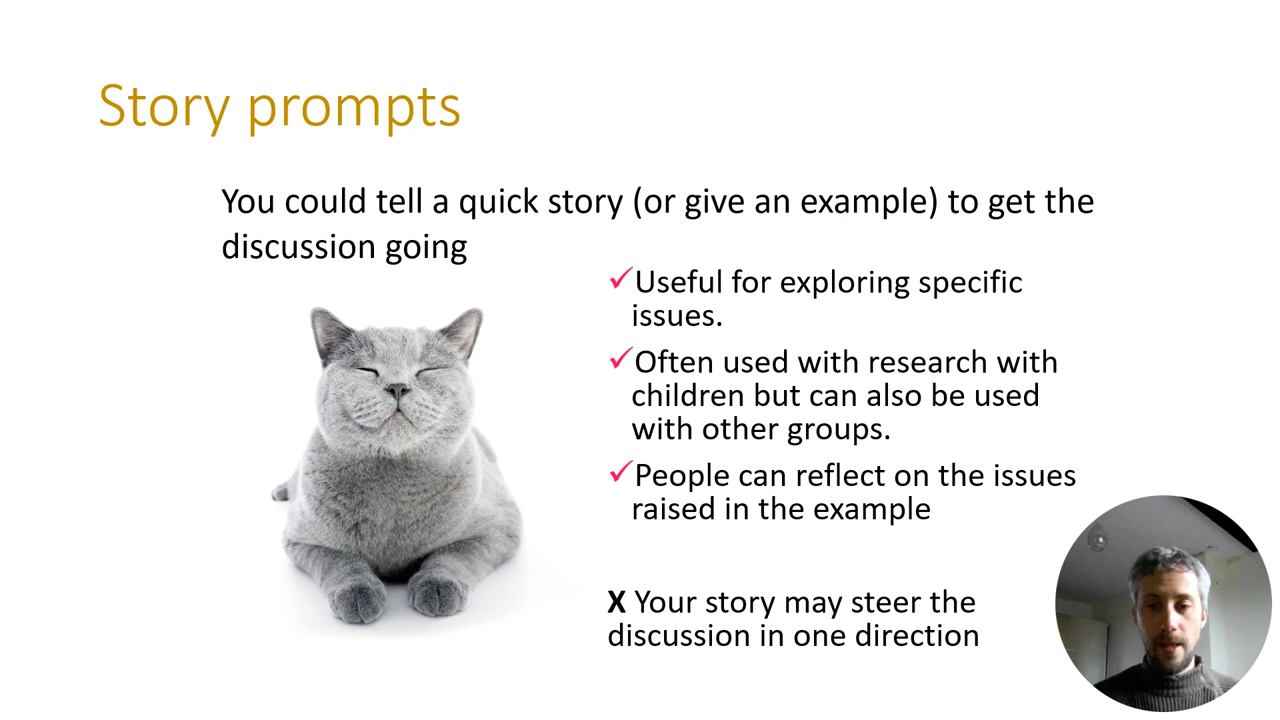 Story prompts
You could tell a quick story (or give an example) to get the
discussion going
✓Useful for exploring specific
issues.
✓Often used with research with
children but can also be used
with other groups.
✓People can reflect on the issues
raised in the example
X Your story may steer the
discussion in one direction